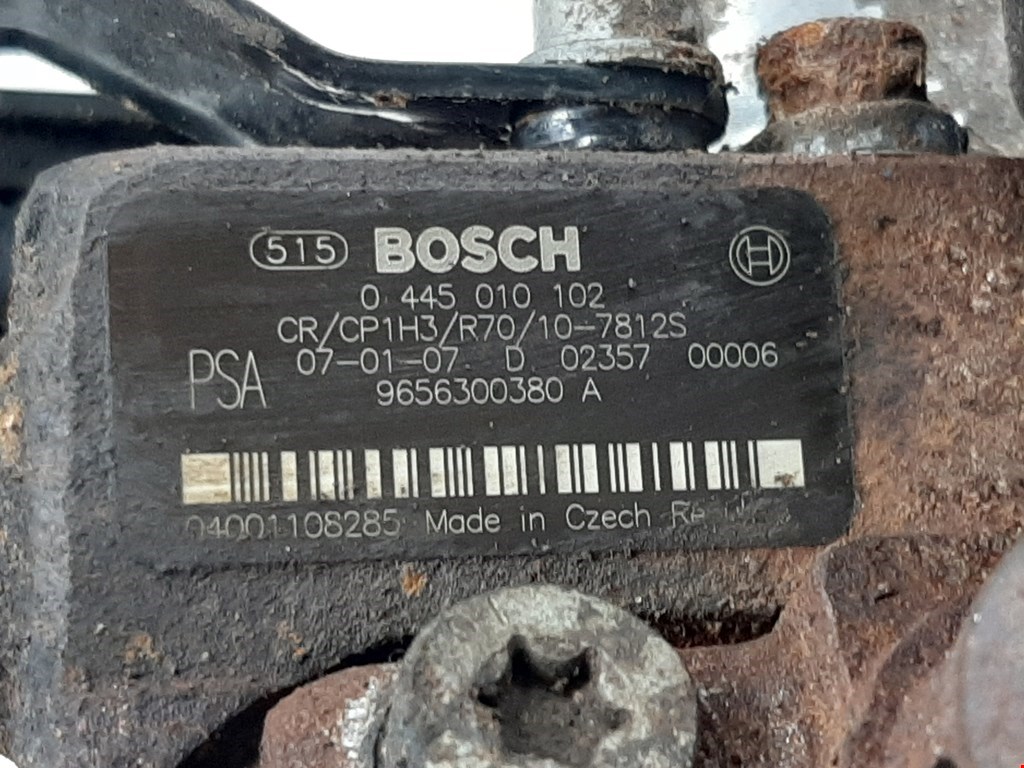 515 BOSCH
0 445 010 102
CR/CP1H3/R70/10-7812S
PSA 07-01-07. D 02357 00006
9656300380 A
04001108285 Made in Czech